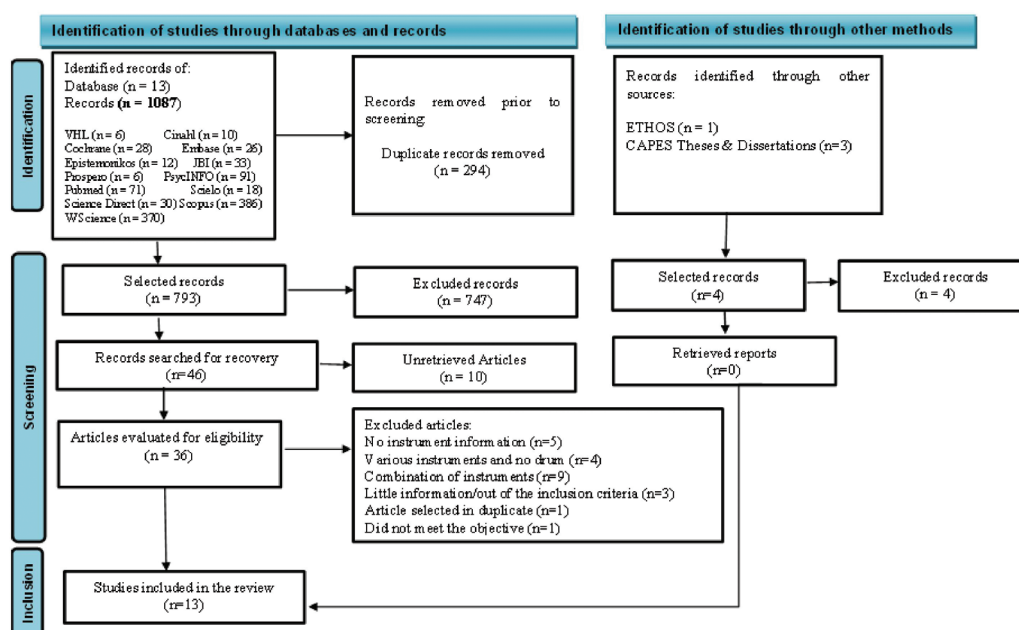 Identification of studies through databases and records
Identification of studies through other methods
Identification
Identified records of:
Database (n = 13)
Records (n = 1087)
VHL (n = 6) Cinahl (n = 10)
Cochrane (n = 28) Embase (n = 26)
Epistemonikos (n = 12) JBI (n = 33)
Prospero (n = 6) PsycINFO (n = 91)
Pubmed (n = 71) Scielo (n = 18)
Science Direct (n = 30) Scopus (n = 386)
WScience (n = 370)
Records removed prior to
screening:
Duplicate records removed
(n = 294)
Records identified through other
sources:
ETHOS (n = 1)
CAPES Theses & Dissertations (n=3)
Screening
Selected records
(n = 793)
Excluded records
(n = 747)
Selected records
(n=4)
Excluded records
(n = 4)
Records searched for recovery
(n=46)
Unretrieved Articles
(n = 10)
Retrieved reports
(n=0)
Articles evaluated for eligibility
(n = 36)
Excluded articles:
No instrument information (n=5)
Various instruments and no drum (n=4)
Combination of instruments (n=9)
Little information/out of the inclusion criteria (n=3)
Article selected in duplicate (n=1)
Did not meet the objective (n=1)
Inclusion
Studies included in the review
(n=13)